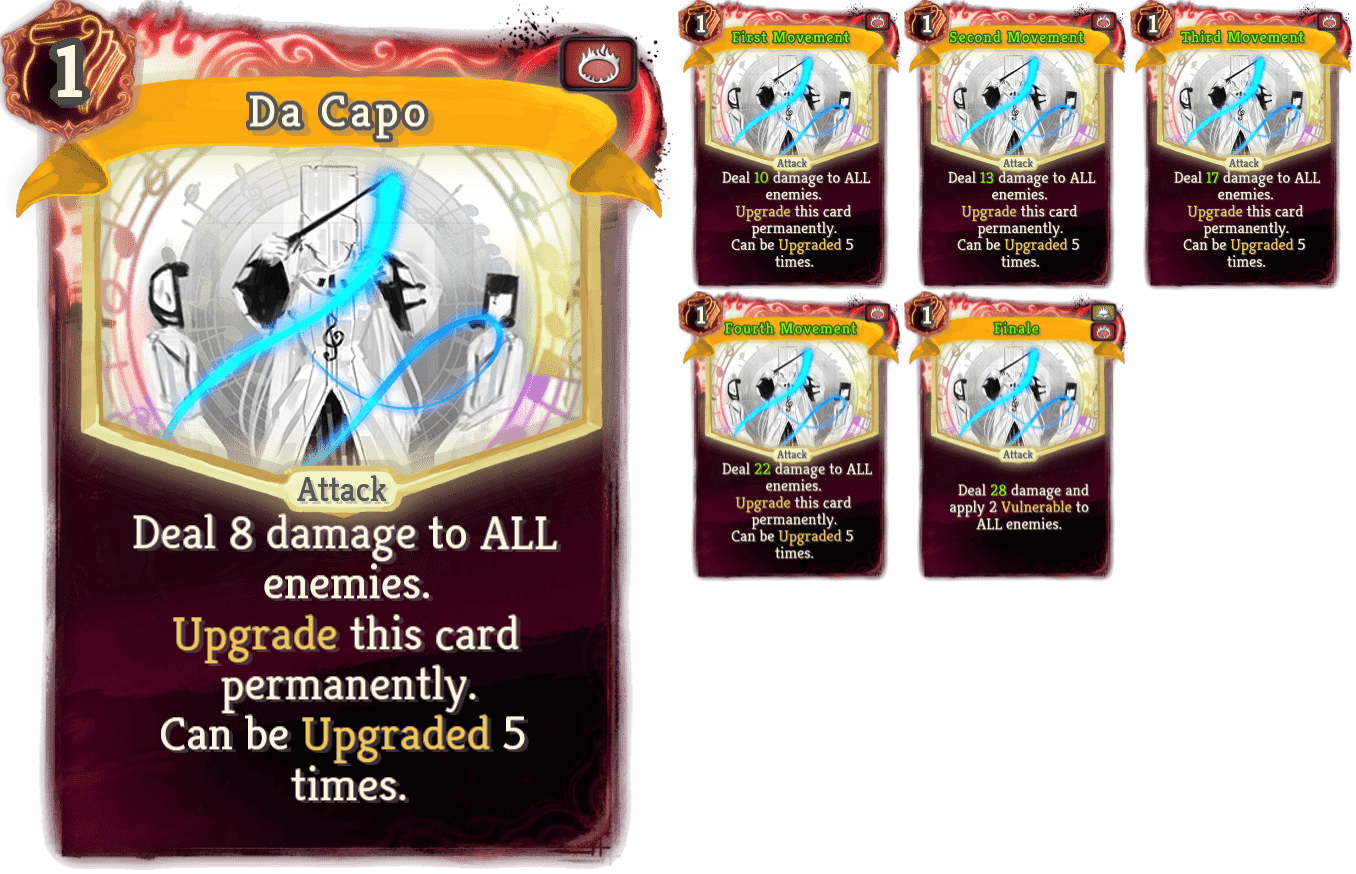 1
Da Capo
Attack
Deal 8 damage to ALL
enemies.
Upgrade this card
permanently.
Can be Upgraded 5
times.
1
First Movement
Attack
Deal 10 damage to ALL
enemies.
Upgrade this card
permanently.
Can be Upgraded 5
times.
1
Second Movement
Attack
Deal 13 damage to ALL
enemies.
Upgrade this card
permanently.
Can be Upgraded 5
times.
1
Third Movement
Attack
Deal 17 damage to ALL
enemies.
Upgrade this card
permanently.
Can be Upgraded 5
times.
1
Fourth Movement
Attack
Deal 22 damage to ALL
enemies.
Upgrade this card
permanently.
Can be Upgraded 5
times.
1
Finale
Attack
Deal 28 damage and
apply 2 Vulnerable to
ALL enemies.